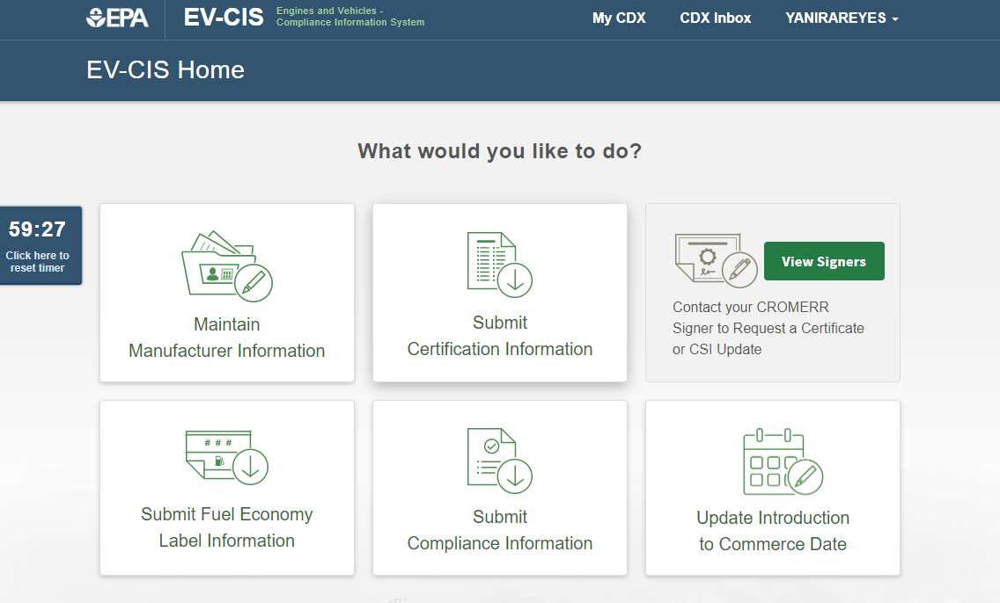 EPA
EV-CIS
Engines and Vehicles -
Compliance Information System
My CDX
CDX Inbox
YANIRAREYES
EV-CIS Home
What would you like to do?
59:27
Click here to
reset timer
Maintain
Manufacturer Information
Submit
Certification Information
View Signers
Contact your CROMERR
Signer to Request a Certificate
or CSI Update
# # #
Submit Fuel Economy
Label Information
Submit
Compliance Information
Update Introduction
to Commerce Date